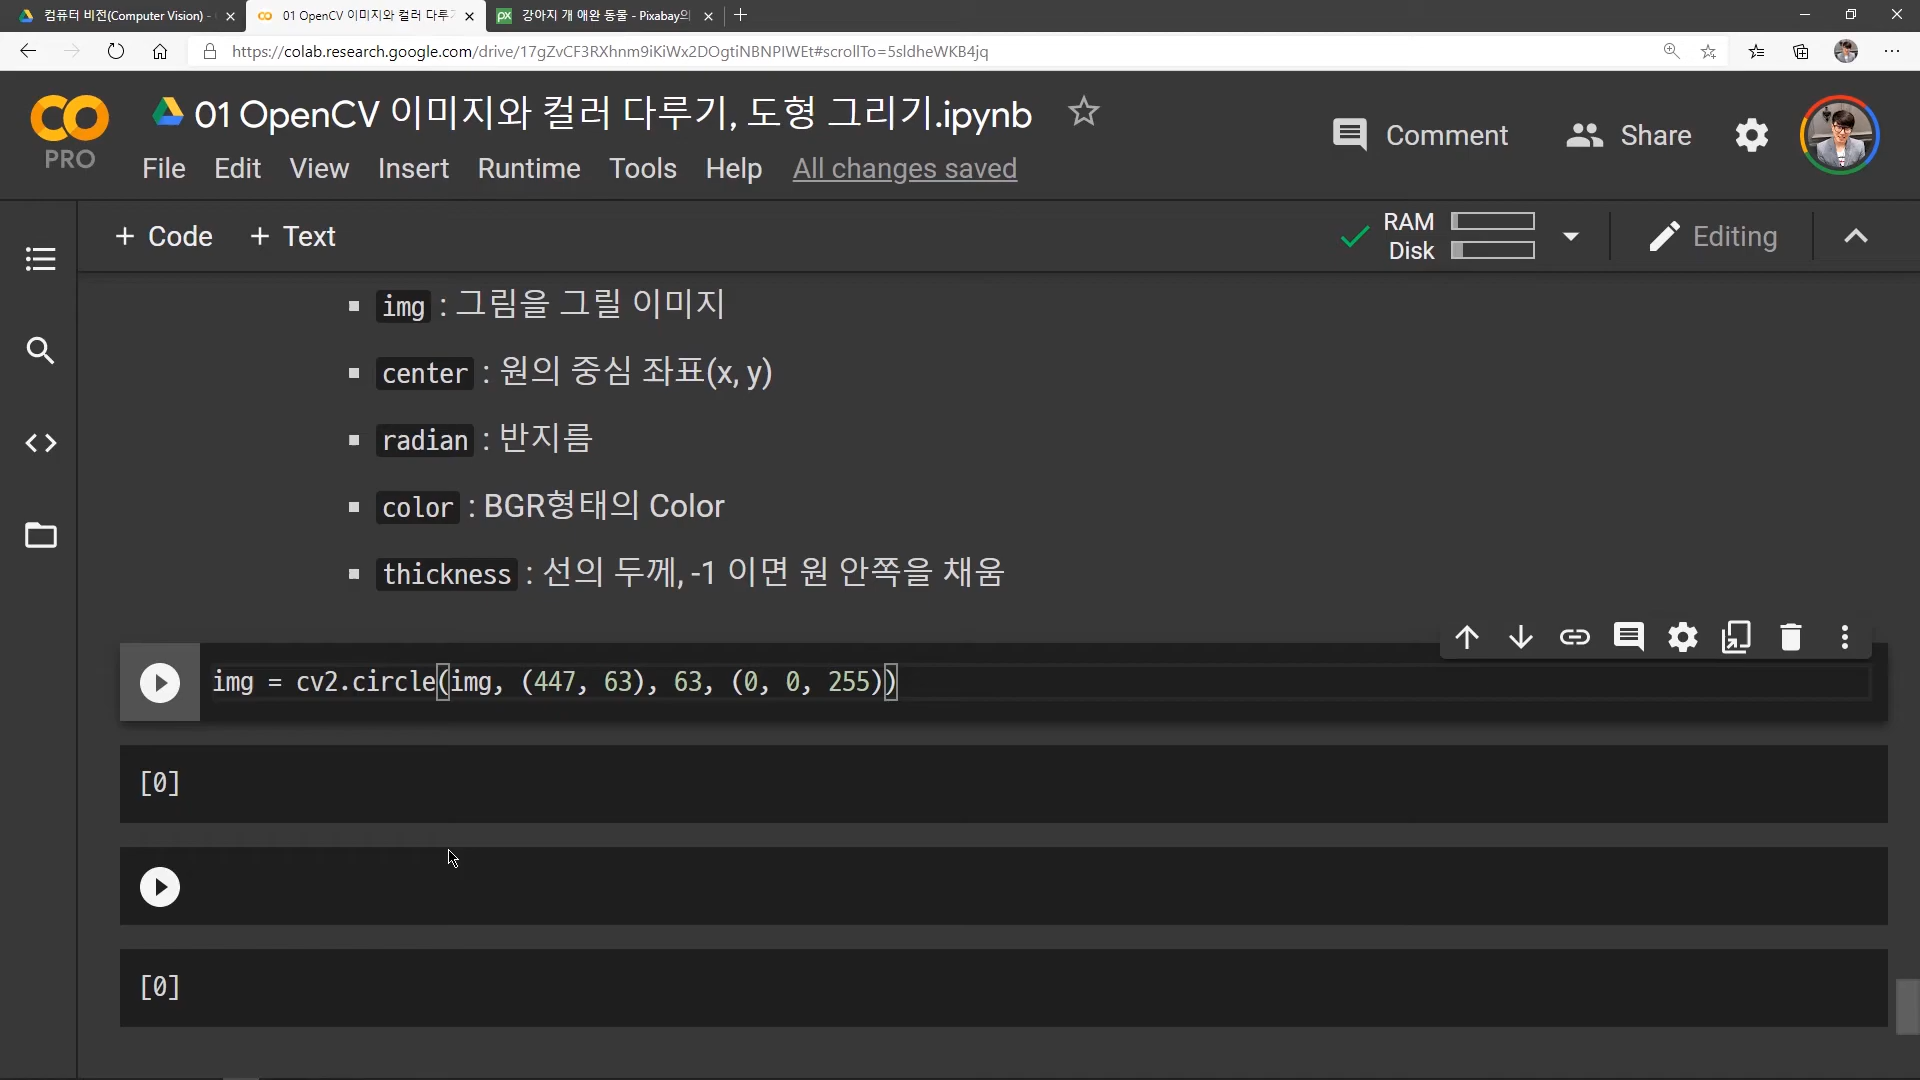 컴퓨터 비전(Computer Vision) -
01 OpenCV 이미지와 컬러 다루기
강아지 개 애완 동물 - Pixabay의
https://colab.research.google.com/drive/17gZvCF3RXhnm9iKiWx2DOgtiNBNPIWEt#scrollTo=5sldheWKB4jq
PRO
01 OpenCV 이미지와 컬러 다루기, 도형 그리기.ipynb
Comment
Share
File Edit View Insert Runtime Tools Help All changes saved
+ Code + Text
RAM
Disk
Editing
img : 그림을 그릴 이미지
center : 원의 중심 좌표(x, y)
radian : 반지름
color : BGR형태의 Color
thickness : 선의 두께, -1 이면 원 안쪽을 채움
img = cv2.circle(img, (447, 63), 63, (0, 0, 255))
[0]
[0]